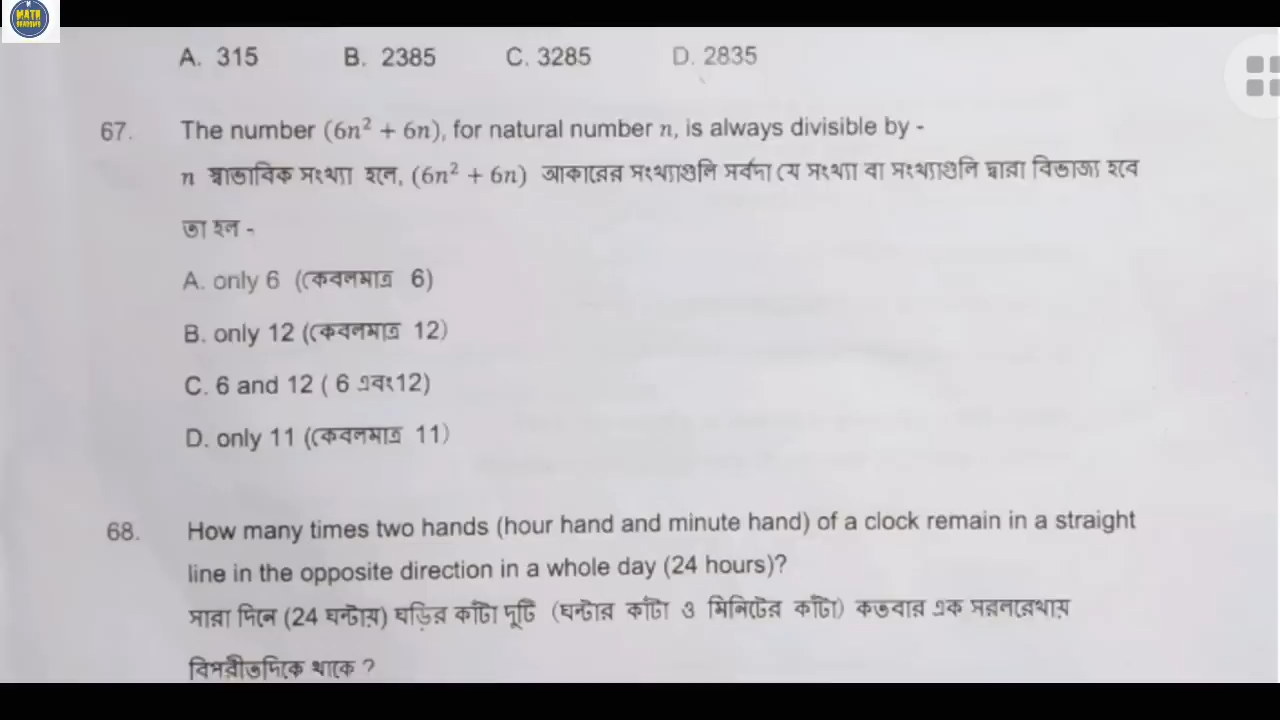 MATH
A. 315 B. 2385 C. 3285 D. 2835
67. The number (6n² + 6n), for natural number n, is always divisible by -
n স্বাভাবিক সংখ্যা হলে, (6n² + 6n) আকারের সংখ্যাগুলি সর্বদা যে সংখ্যা বা সংখ্যাগুলি দ্বারা বিভাজ্য হবে
তা হল -
A. only 6 (কেবলমাত্র 6)
B. only 12 (কেবলমাত্র 12)
C. 6 and 12 ( 6 এবং12)
D. only 11 (কেবলমাত্র 11)
68. How many times two hands (hour hand and minute hand) of a clock remain in a straight
line in the opposite direction in a whole day (24 hours)?
সারা দিনে (24 ঘন্টায়) ঘড়ির কাঁটা দুটি (ঘন্টার কাঁটা ও মিনিটের কাঁটা) কতবার এক সরলরেখায়
বিপরীতদিকে থাকে ?